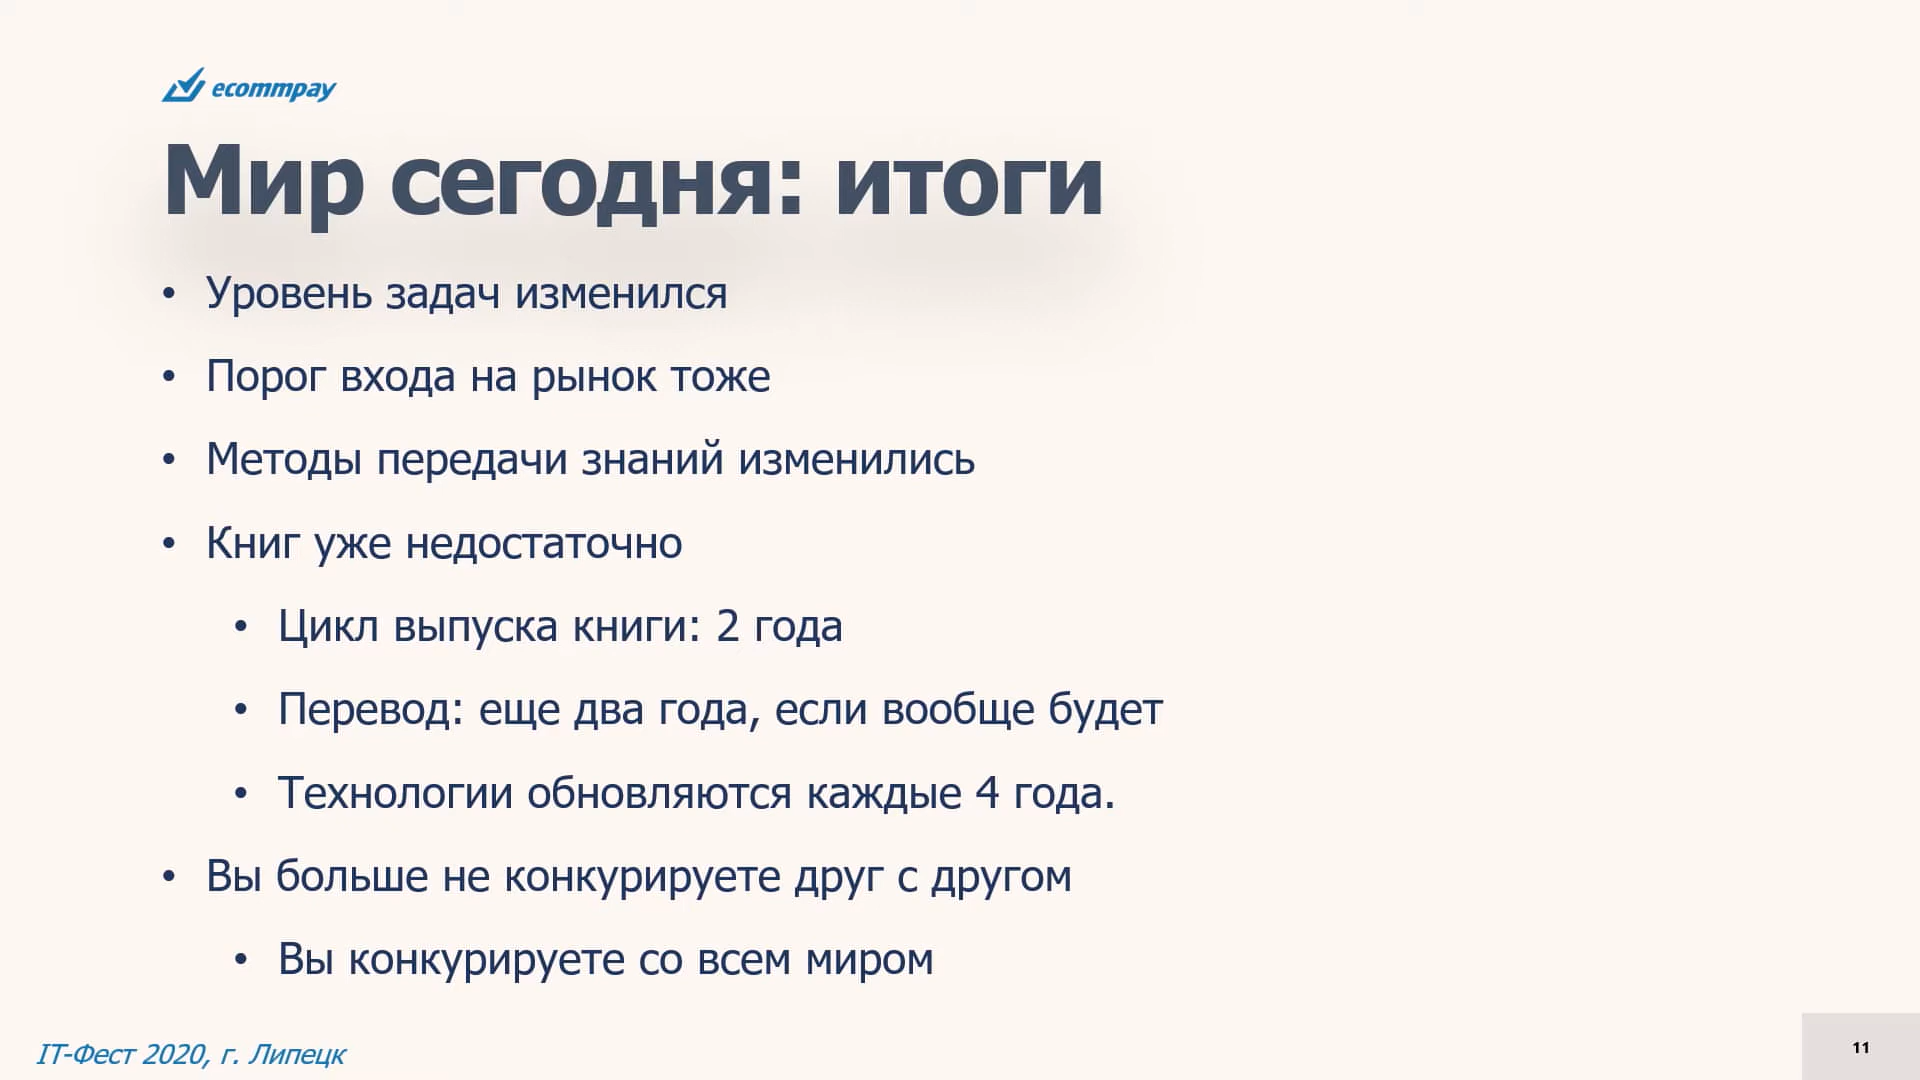 ecommpay
Мир сегодня: итоги
• Уровень задач изменился
• Порог входа на рынок тоже
• Методы передачи знаний изменились
• Книг уже недостаточно
• Цикл выпуска книги: 2 года
• Перевод: еще два года, если вообще будет
• Технологии обновляются каждые 4 года.
• Вы больше не конкурируете друг с другом
• Вы конкурируете со всем миром
IT-Фест 2020, г. Липецк
11